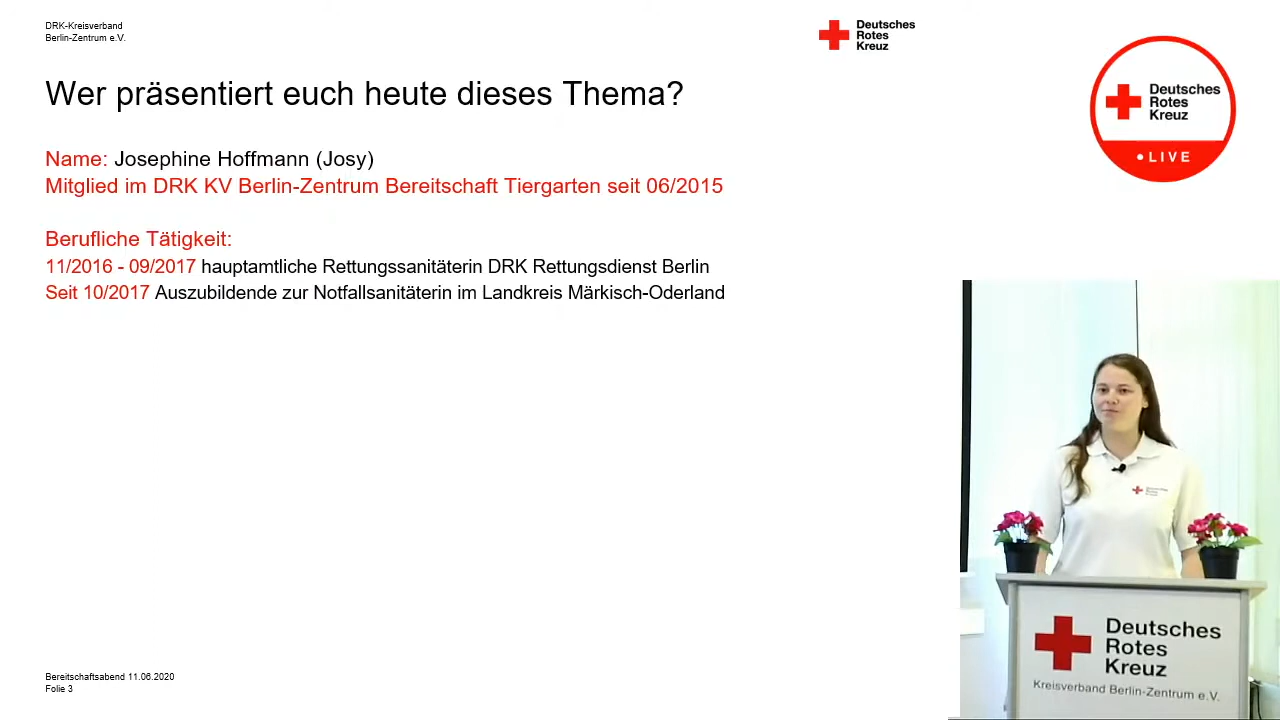 DRK-Kreisverband
Berlin-Zentrum e.V.
Deutsches
Rotes
Kreuz
Deutsches
Rotes
Kreuz
LIVE
Wer präsentiert euch heute dieses Thema?
Name: Josephine Hoffmann (Josy)
Mitglied im DRK KV Berlin-Zentrum Bereitschaft Tiergarten seit 06/2015
Berufliche Tätigkeit:
11/2016 - 09/2017 hauptamtliche Rettungssanitäterin DRK Rettungsdienst Berlin
Seit 10/2017 Auszubildende zur Notfallsanitäterin im Landkreis Märkisch-Oderland
Deutsches
Rotes
Kreuz
Kreisverband Berlin-Zentrum e.V.
Bereitschaftsabend 11.06.2020
Folie 3